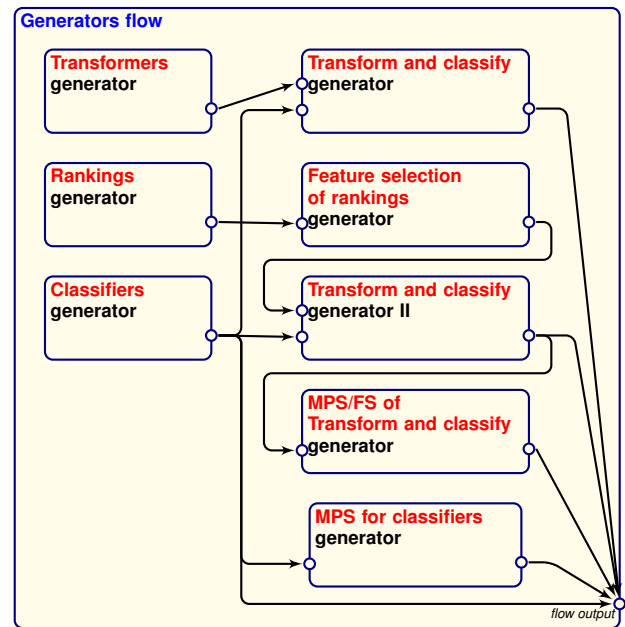 Generators flow
Transformers
generator
Transform and classify
generator
Rankings
generator
Feature selection
of rankings
generator
Classifiers
generator
Transform and classify
generator II
MPS/FS of
Transform and classify
generator
MPS for classifiers
generator
flow output